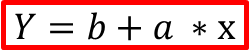 Y = b + a * x